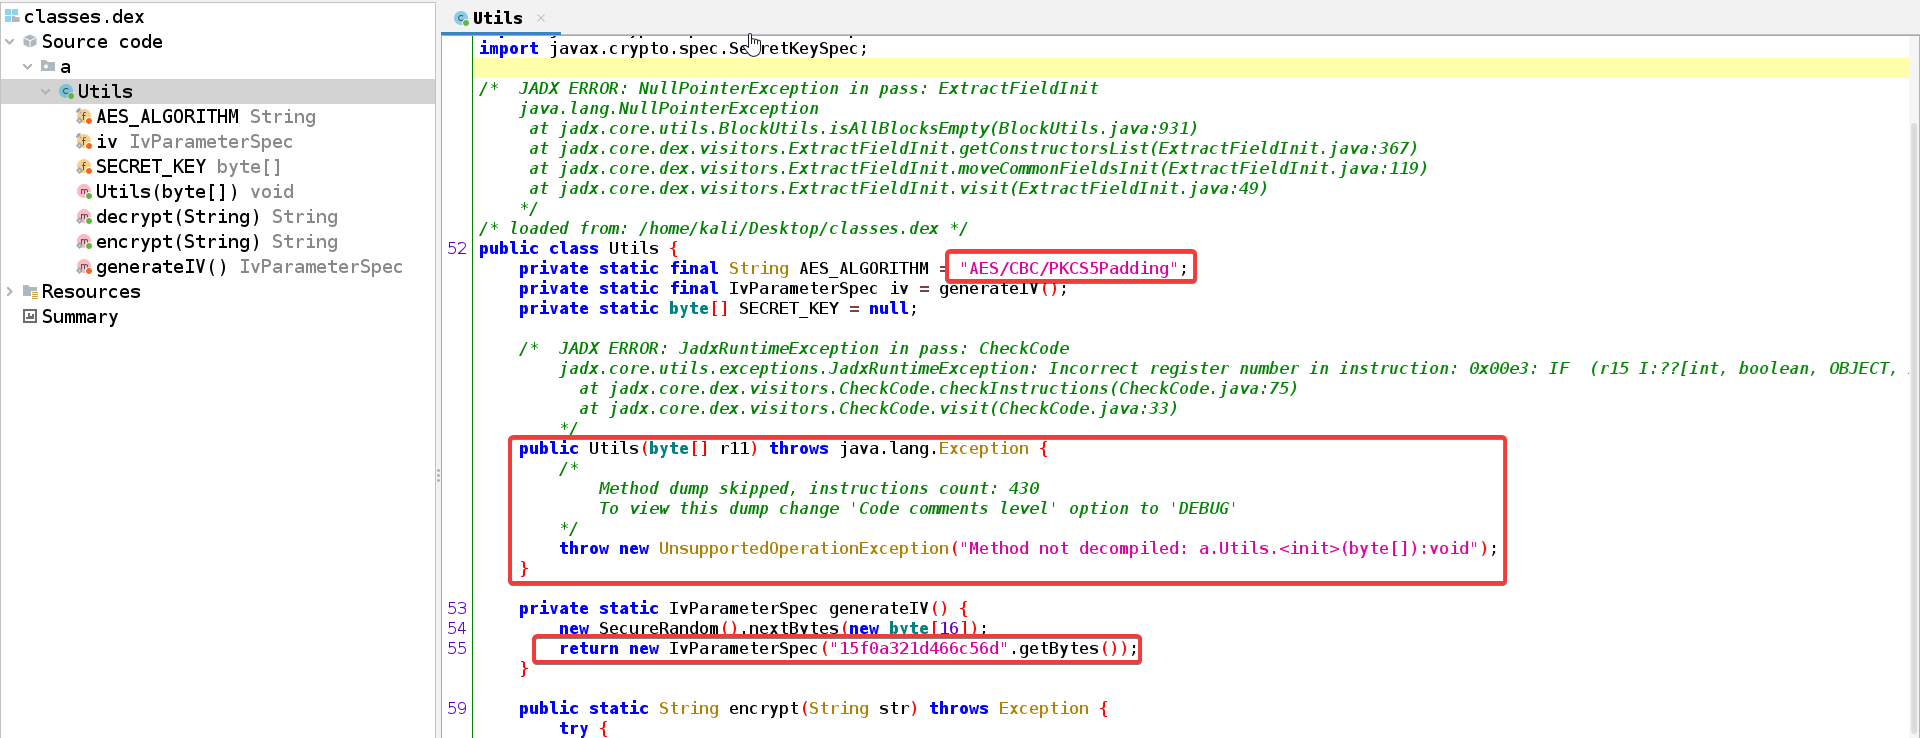 classes.dex
Source code
a
Utils
AES_ALGORITHM String
iv IvParameterSpec
SECRET_KEY byte[]
Utils(byte[]) void
decrypt(String) String
encrypt(String) String
generateIV() IvParameterSpec
Resources
Summary
Utils
import javax.crypto.spec.SecretKeySpec;
/*  JADX ERROR: NullPointerException in pass: ExtractFieldInit
java.lang.NullPointerException
at jadx.core.utils.BlockUtils.isAllBlocksEmpty(BlockUtils.java:931)
at jadx.core.dex.visitors.ExtractFieldInit.getConstructorsList(ExtractFieldInit.java:367)
at jadx.core.dex.visitors.ExtractFieldInit.moveCommonFieldsInit(ExtractFieldInit.java:119)
at jadx.core.dex.visitors.ExtractFieldInit.visit(ExtractFieldInit.java:49)
*/
/* loaded from: /home/kali/Desktop/classes.dex */
52 public class Utils {
private static final String AES_ALGORITHM = "AES/CBC/PKCS5Padding";
private static final IvParameterSpec iv = generateIV();
private static byte[] SECRET_KEY = null;
/*  JADX ERROR: JadxRuntimeException in pass: CheckCode
jadx.core.utils.exceptions.JadxRuntimeException: Incorrect register number in instruction: 0x00e3: IF  (r15 I:??[int, boolean, OBJECT,
at jadx.core.dex.visitors.CheckCode.checkInstructions(CheckCode.java:75)
at jadx.core.dex.visitors.CheckCode.visit(CheckCode.java:33)
*/
public Utils(byte[] r11) throws java.lang.Exception {
/*
Method dump skipped, instructions count: 430
To view this dump change 'Code comments level' option to 'DEBUG'
*/
throw new UnsupportedOperationException("Method not decompiled: a.Utils.<init>(byte[]):void");
}
53 private static IvParameterSpec generateIV() {
54 new SecureRandom().nextBytes(new byte[16]);
55 return new IvParameterSpec("15f0a321d466c56d".getBytes());
}
59 public static String encrypt(String str) throws Exception {
try {